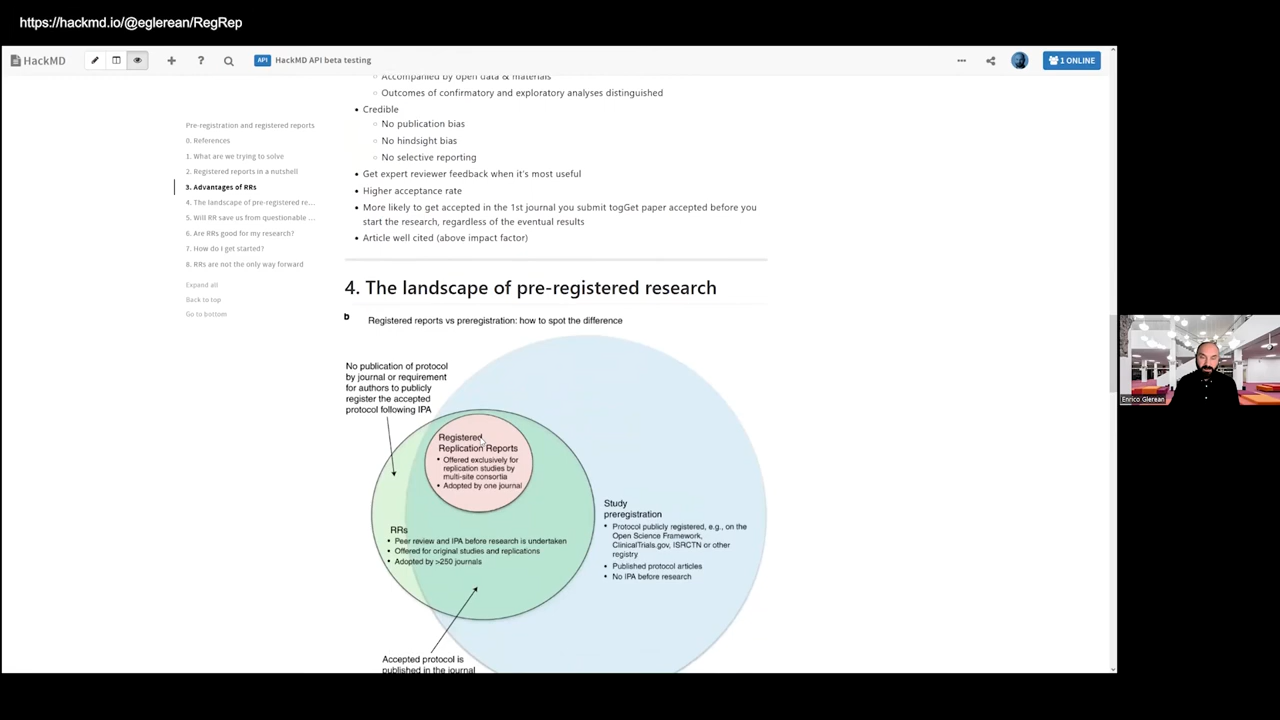 https://hackmd.io/@eglerean/RegRep
HackMD
API HackMD API beta testing
1 ONLINE
Pre-registration and registered reports
0. References
1. What are we trying to solve
2. Registered reports in a nutshell
3. Advantages of RRs
4. The landscape of pre-registered re...
5. Will RR save us from questionable ...
6. Are RRs good for my research?
7. How do I get started?
8. RRs are not the only way forward
Expand all
Back to top
Go to bottom
Accompanied by open data & materials
Outcomes of confirmatory and exploratory analyses distinguished
Credible
No publication bias
No hindsight bias
No selective reporting
Get expert reviewer feedback when it's most useful
Higher acceptance rate
More likely to get accepted in the 1st journal you submit togGet paper accepted before you
start the research, regardless of the eventual results
Article well cited (above impact factor)
4. The landscape of pre-registered research
b Registered reports vs preregistration: how to spot the difference
No publication of protocol
by journal or requirement
for authors to publicly
register the accepted
protocol following IPA
Registered
Replication Reports
• Offered exclusively for
replication studies by
multi-site consortia
• Adopted by one journal
RRs
• Peer review and IPA before research is undertaken
• Offered for original studies and replications
• Adopted by >250 journals
Study
preregistration
• Protocol publicly registered, e.g., on the
Open Science Framework,
ClinicalTrials.gov, ISRCTN or other
registry
• Published protocol articles
• No IPA before research
Accepted protocol is
published in the journal
Enrico Glerean